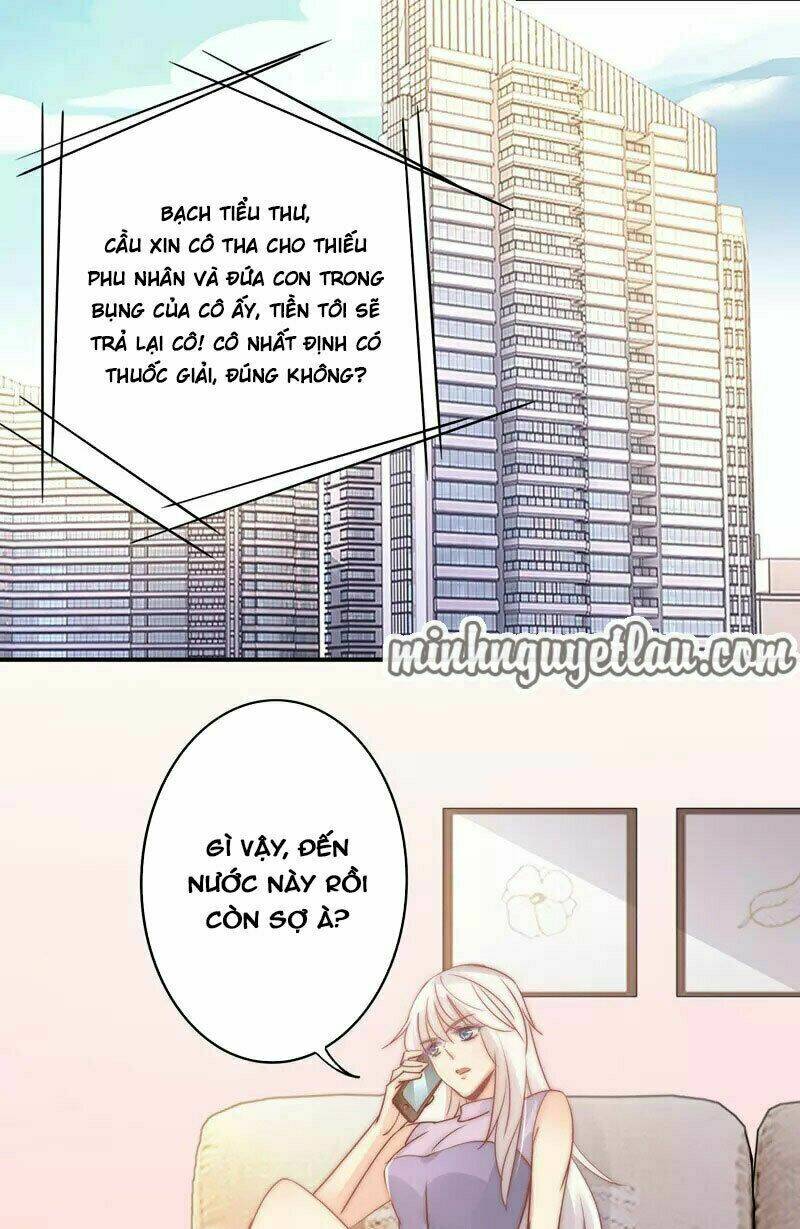 BẠCH TIỂU THƯ,
CẦU XIN CÔ THA CHO THIẾU
PHU NHÂN VÀ ĐỨA CON TRONG
BỤNG CỦA CÔ ẤY, TIỀN TÔI SẼ
TRẢ LẠI CÔ! CÔ NHẤT ĐỊNH CÓ
THUỐC GIẢI, ĐÚNG KHÔNG?
minhnguyetlau.com
GÌ VẬY, ĐẾN
NƯỚC NÀY RỒI
CÒN SỢ À?